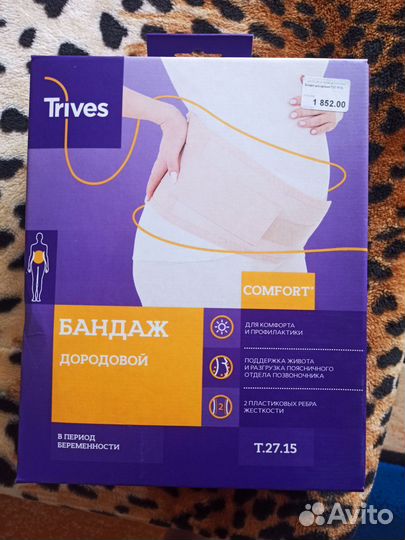 Trives
1 852.00
COMFORT
БАНДАЖ
ДОРОДОВОЙ
ДЛЯ КОМФОРТА
И ПРОФИЛАКТИКИ
ПОДДЕРЖКА ЖИВОТА
И РАЗГРУЗКА ПОЯСНИЧНОГО
ОТДЕЛА ПОЗВОНОЧНИКА
2
2 ПЛАСТИКОВЫХ РЕБРА
ЖЕСТКОСТИ
В ПЕРИОД
БЕРЕМЕННОСТИ
Т.27.15
Avito